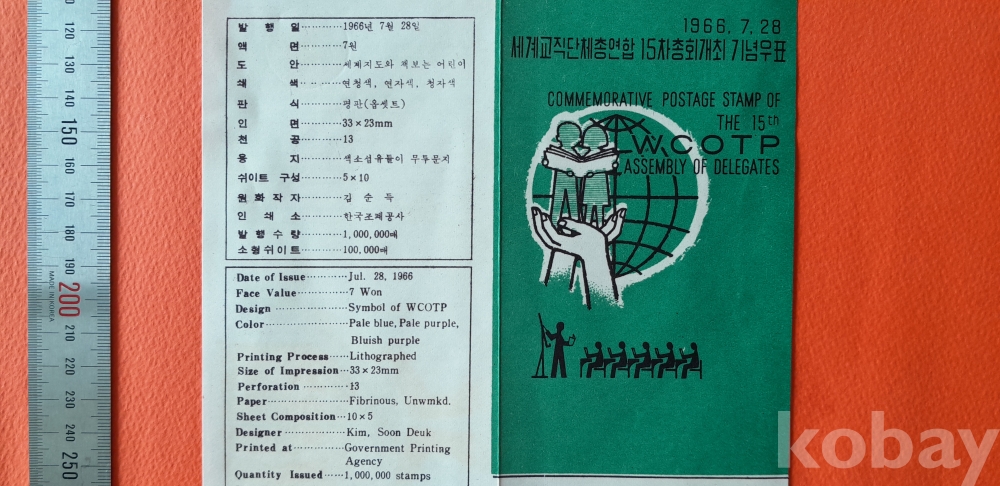 발 행 일 1966년 7월 28일
액 면 7원
도 안 세계지도와 책보는 어린이
쇄 색 연청색, 연자색, 청자색
판 식 평판(옵셋트)
인 면 33×23mm
천 공 13
용 지 색소섬유들이 무투문지
쉬이트 구성 5×10
원 화 작 자 김 순 득
인 쇄 소 한국조폐공사
발 행 수 량 1,000,000매
소형쉬이트 100,000매
Date of Issue Jul. 28, 1966
Face Value 7 Won
Design Symbol of WCOTP
Color Pale blue, Pale purple,
Bluish purple
Printing Process Lithographed
Size of Impression 33×23mm
Perforation 13
Paper Fibrinous, Unwmkd.
Sheet Composition 10×5
Designer Kim, Soon Deuk
Printed at Government Printing
Agency
Quantity Issued 1,000,000 stamps
1966. 7. 28
세계교직단체총연합 15차총회개최 기념우표
COMMEMORATIVE POSTAGE STAMP OF
THE 15th
WCOTP
ASSEMBLY OF DELEGATES
130
140
150
160
170
180
190
200
210
220
230
240
250
MADE IN KOREA
kobay